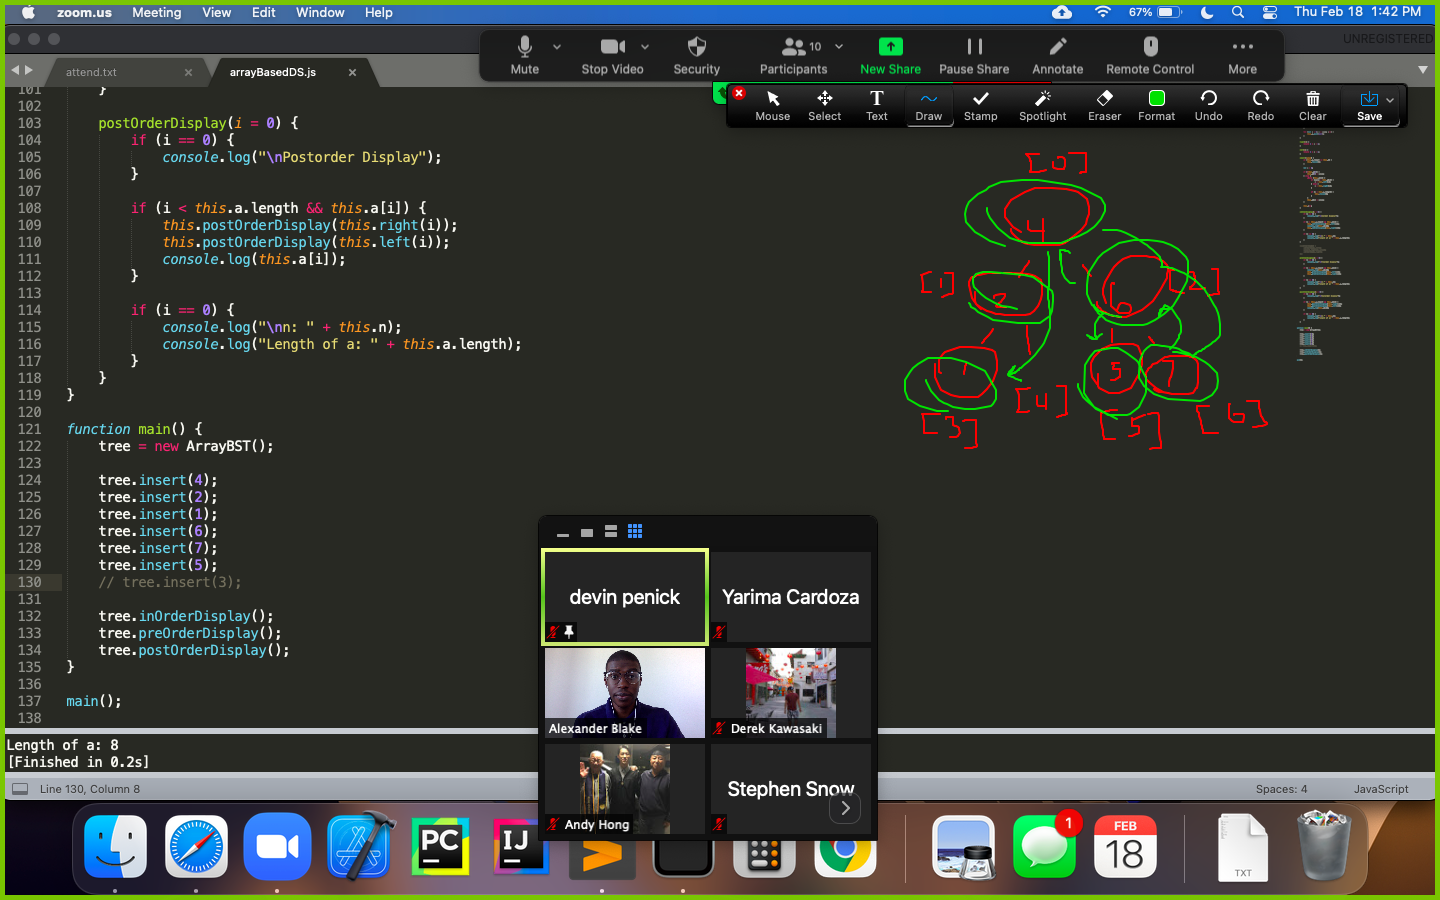 zoom.us Meeting View Edit Window Help 67% Thu Feb 18 1:42 PM
UNREGISTERED
Mute Stop Video Security Participants 10 New Share Pause Share Annotate Remote Control More
attend.txt arrayBasedDS.js
Mouse Select Text Draw Stamp Spotlight Eraser Format Undo Redo Clear Save
101 }
102
103 postOrderDisplay(i = 0) {
104 if (i == 0) {
105 console.log("\nPostorder Display");
106 }
107
108 if (i < this.a.length && this.a[i]) {
109 this.postOrderDisplay(this.right(i));
110 this.postOrderDisplay(this.left(i));
111 console.log(this.a[i]);
112 }
113
114 if (i == 0) {
115 console.log("\nn: " + this.n);
116 console.log("Length of a: " + this.a.length);
117 }
118 }
119 }
120
121 function main() {
122 tree = new ArrayBST();
123
124 tree.insert(4);
125 tree.insert(2);
126 tree.insert(1);
127 tree.insert(6);
128 tree.insert(7);
129 tree.insert(5);
130 // tree.insert(3);
131
132 tree.inOrderDisplay();
133 tree.preOrderDisplay();
134 tree.postOrderDisplay();
135 }
136
137 main();
138
[0]
4
[1] 2 6 [2]
1 5 7
[3] [4] [5] [6]
devin penick Yarima Cardoza
Alexander Blake Derek Kawasaki
Andy Hong Stephen Snow
Length of a: 8
[Finished in 0.2s]
Line 130, Column 8 Spaces: 4 JavaScript
PC IJ 1 FEB
18 TXT